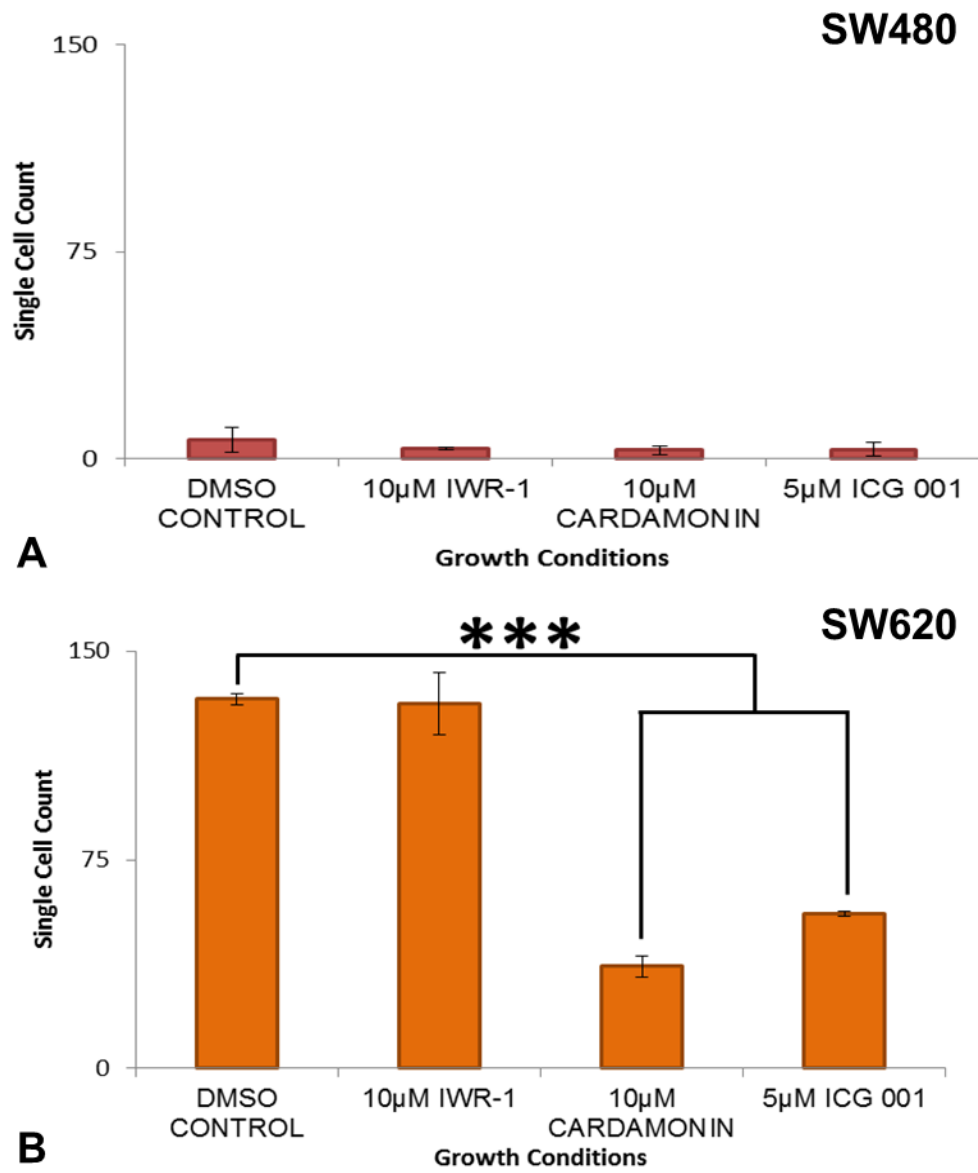 SW480
150
75
0
Single Cell Count
DMSO
CONTROL
10µM IWR-1
10µM
CARDAMONIN
5µM ICG 001
Growth Conditions
A
SW620
***
150
75
0
Single Cell Count
DMSO
CONTROL
10µM IWR-1
10µM
CARDAMONIN
5µM ICG 001
Growth Conditions
B